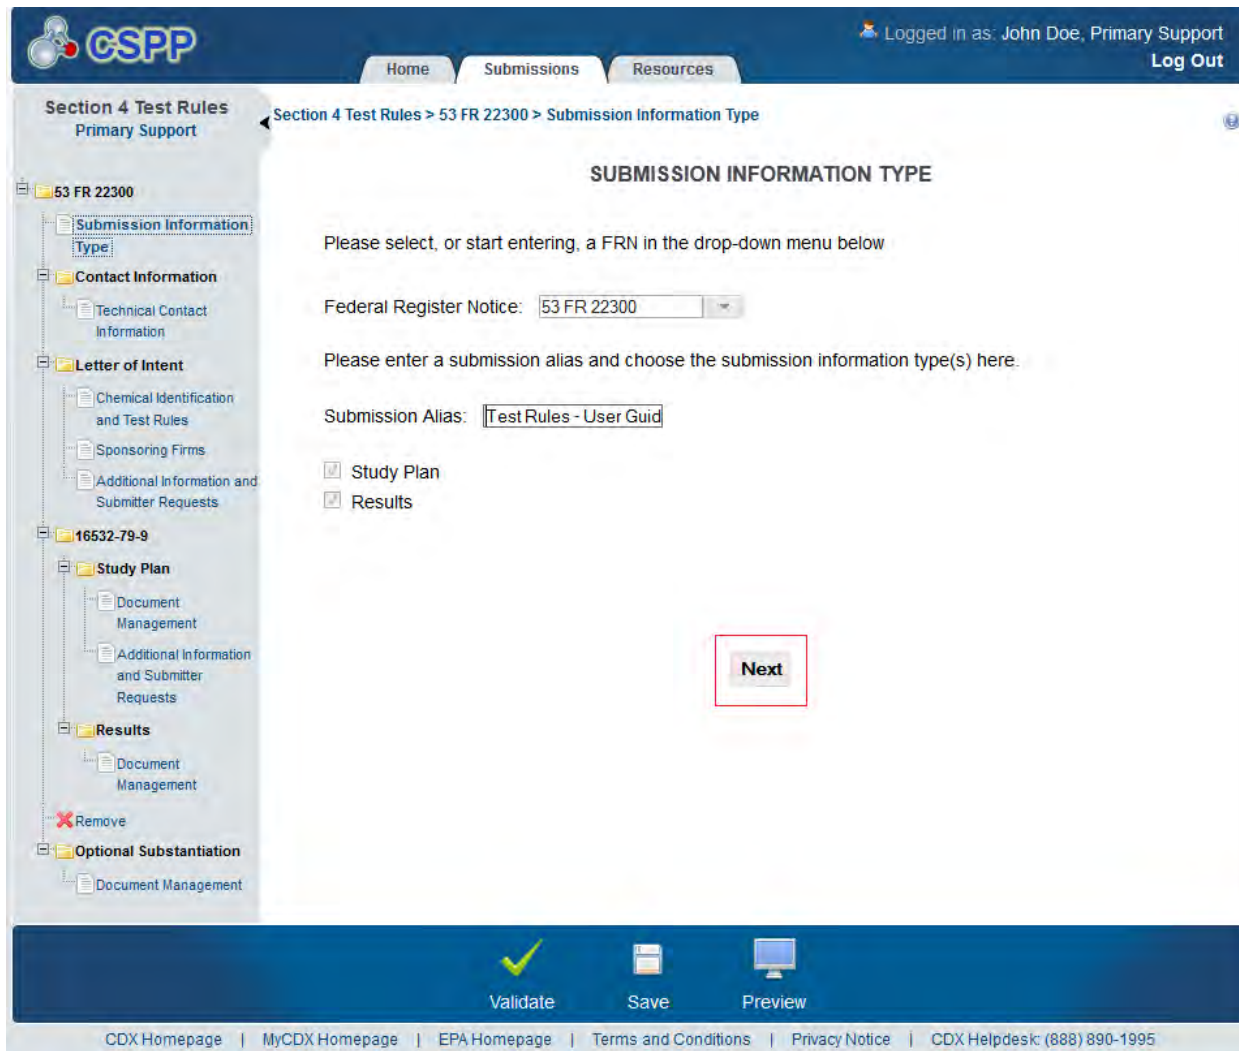 CSPP
Logged in as: John Doe, Primary Support
Log Out
Home
Submissions
Resources
Section 4 Test Rules
Primary Support
Section 4 Test Rules > 53 FR 22300 > Submission Information Type
53 FR 22300
Submission Information
Type
Contact Information
Technical Contact
Information
Letter of Intent
Chemical Identification
and Test Rules
Sponsoring Firms
Additional Information and
Submitter Requests
16532-79-9
Study Plan
Document
Management
Additional Information
and Submitter
Requests
Results
Document
Management
Remove
Optional Substantiation
Document Management
SUBMISSION INFORMATION TYPE
Please select, or start entering, a FRN in the drop-down menu below
Federal Register Notice: 53 FR 22300
Please enter a submission alias and choose the submission information type(s) here.
Submission Alias: Test Rules - User Guid
Study Plan
Results
Next
Validate
Save
Preview
CDX Homepage | MyCDX Homepage | EPA Homepage | Terms and Conditions | Privacy Notice | CDX Helpdesk: (888) 890-1995